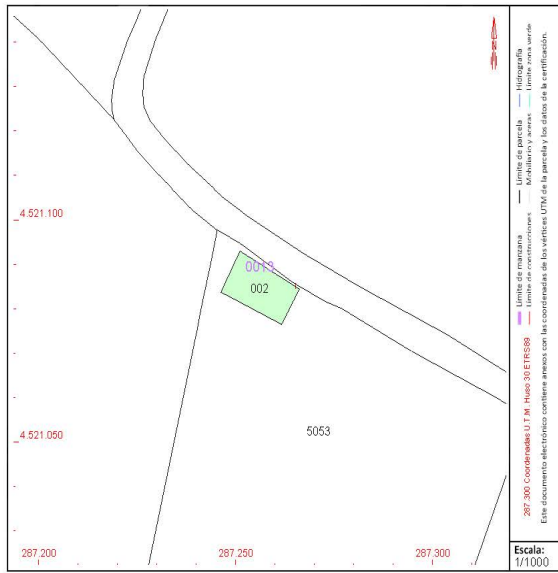 4.521.100
0013
002
4.521.050
5053
287.200
287.250
287.300
287.300 Coordenadas U.T.M. Huso 30 ETRS89
Límite de manzana
Límite de parcela
Hidrografía
Límite de construcciones
Mobiliario y aceras
Límite zona verde
Este documento electrónico contiene anexos con las coordenadas de los vértices UTM de la parcela y los datos de la certificación.
Escala:
1/1000